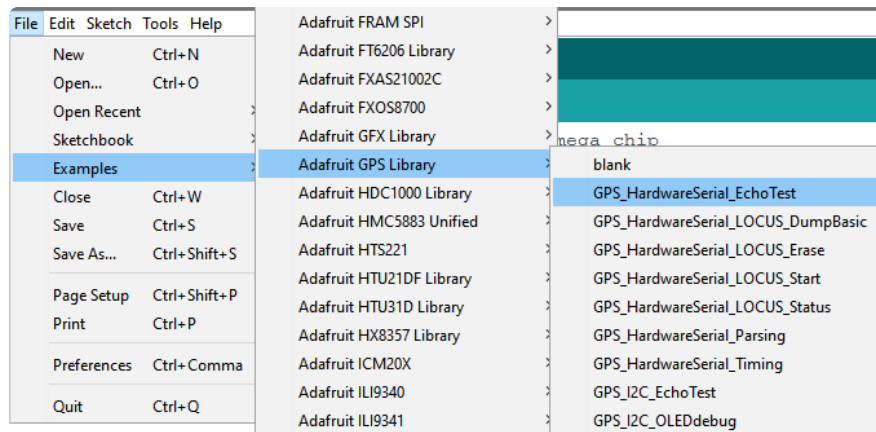 File Edit Sketch Tools Help
New Ctrl+N
Open... Ctrl+O
Open Recent
Sketchbook
Examples
Close Ctrl+W
Save Ctrl+S
Save As... Ctrl+Shift+S
Page Setup Ctrl+Shift+P
Print Ctrl+P
Preferences Ctrl+Comma
Quit Ctrl+Q
Adafruit FRAM SPI
Adafruit FT6206 Library
Adafruit FXAS21002C
Adafruit FXOS8700
Adafruit GFX Library
Adafruit GPS Library
Adafruit HDC1000 Library
Adafruit HMC5883 Unified
Adafruit HTS221
Adafruit HTU21DF Library
Adafruit HTU31D Library
Adafruit HX8357 Library
Adafruit ICM20X
Adafruit ILI9340
Adafruit ILI9341
mega chip
blank
GPS_HardwareSerial_EchoTest
GPS_HardwareSerial_LOCUS_DumpBasic
GPS_HardwareSerial_LOCUS_Erase
GPS_HardwareSerial_LOCUS_Start
GPS_HardwareSerial_LOCUS_Status
GPS_HardwareSerial_Parsing
GPS_HardwareSerial_Timing
GPS_I2C_EchoTest
GPS_I2C_OLEDdebug